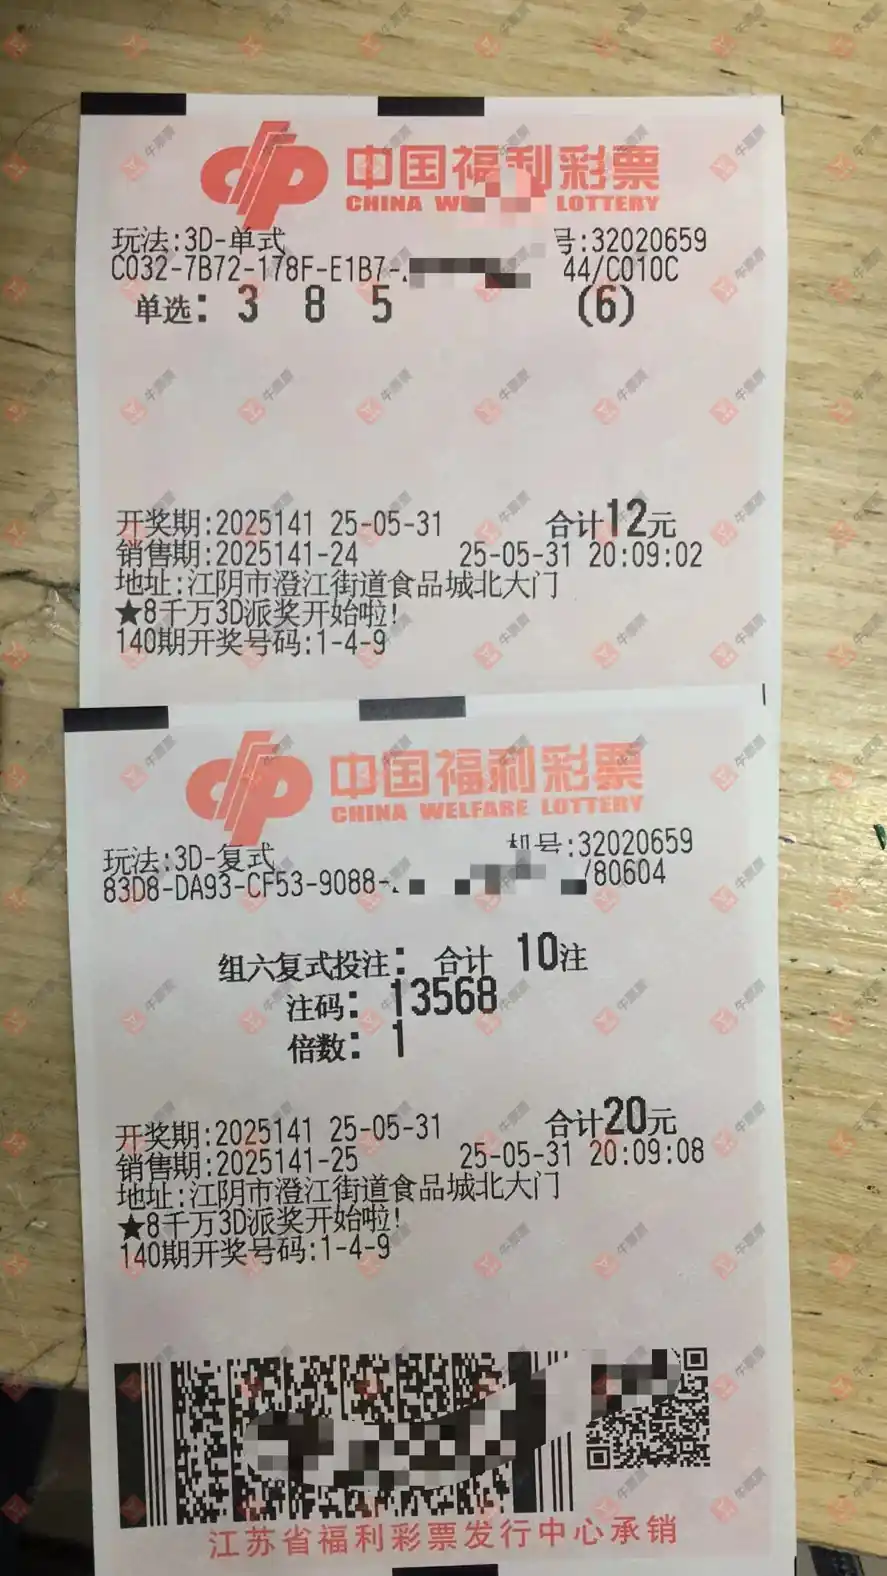 中国福利彩票
CHINA WE LOTTERY
玩法:3D-单式 号:32020659
C032-7B72-178F-E1B7- 44/C010C
单选: 3 8 5 (6)
开奖期:2025141 25-05-31 合计12元
销售期:2025141-24 25-05-31 20:09:02
地址:江阴市澄江街道食品城北大门
★8千万3D派奖开始啦!
140期开奖号码:1-4-9
中国福利彩票
CHINA WELFARE LOTTERY
玩法:3D-复式 机号:32020659
83D8-DA93-CF53-9088- /80604
组六复式投注: 合计 10注
注码: 13568
倍数: 1
开奖期:2025141 25-05-31 合计20元
销售期:2025141-25 25-05-31 20:09:08
地址:江阴市澄江街道食品城北大门
★8千万3D派奖开始啦!
140期开奖号码:1-4-9
江苏省福利彩票发行中心承销